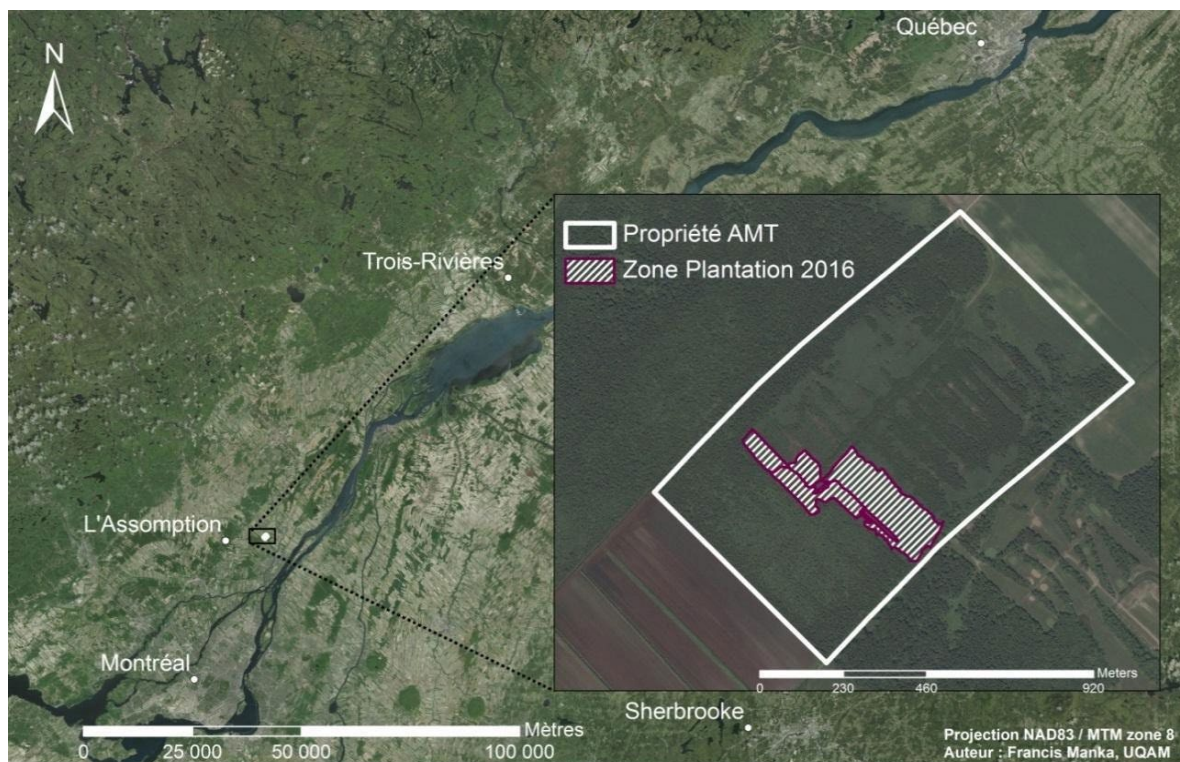 Québec
N
Propriété AMT
Zone Plantation 2016
Trois-Rivières
L'Assomption
Montréal
Meters
0 230 460 920
Sherbrooke
Mètres
0 25 000 50 000 100 000
Projection NAD83 / MTM zone 8
Auteur : Francis Manka, UQAM